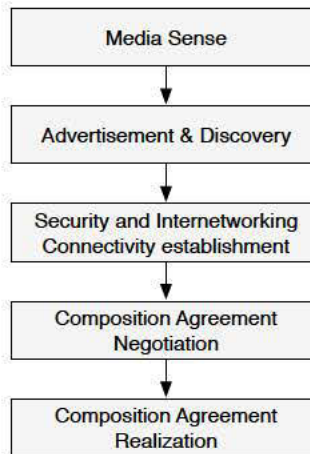 Media Sense
Advertisement & Discovery
Security and Internetworking
Connectivity establishment
Composition Agreement
Negotiation
Composition Agreement
Realization